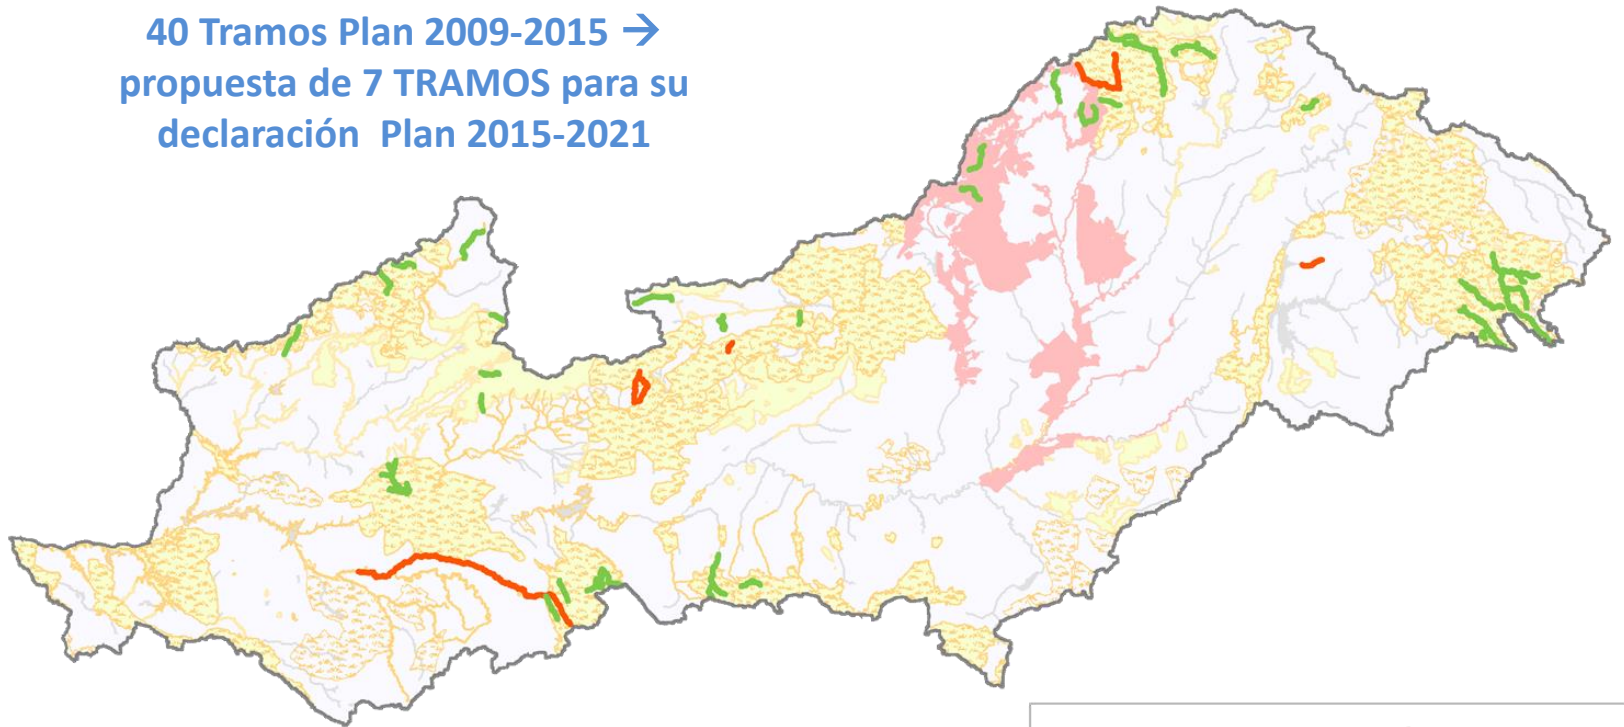 40 Tramos Plan 2009-2015 →
propuesta de 7 TRAMOS para su
declaración Plan 2015-2021